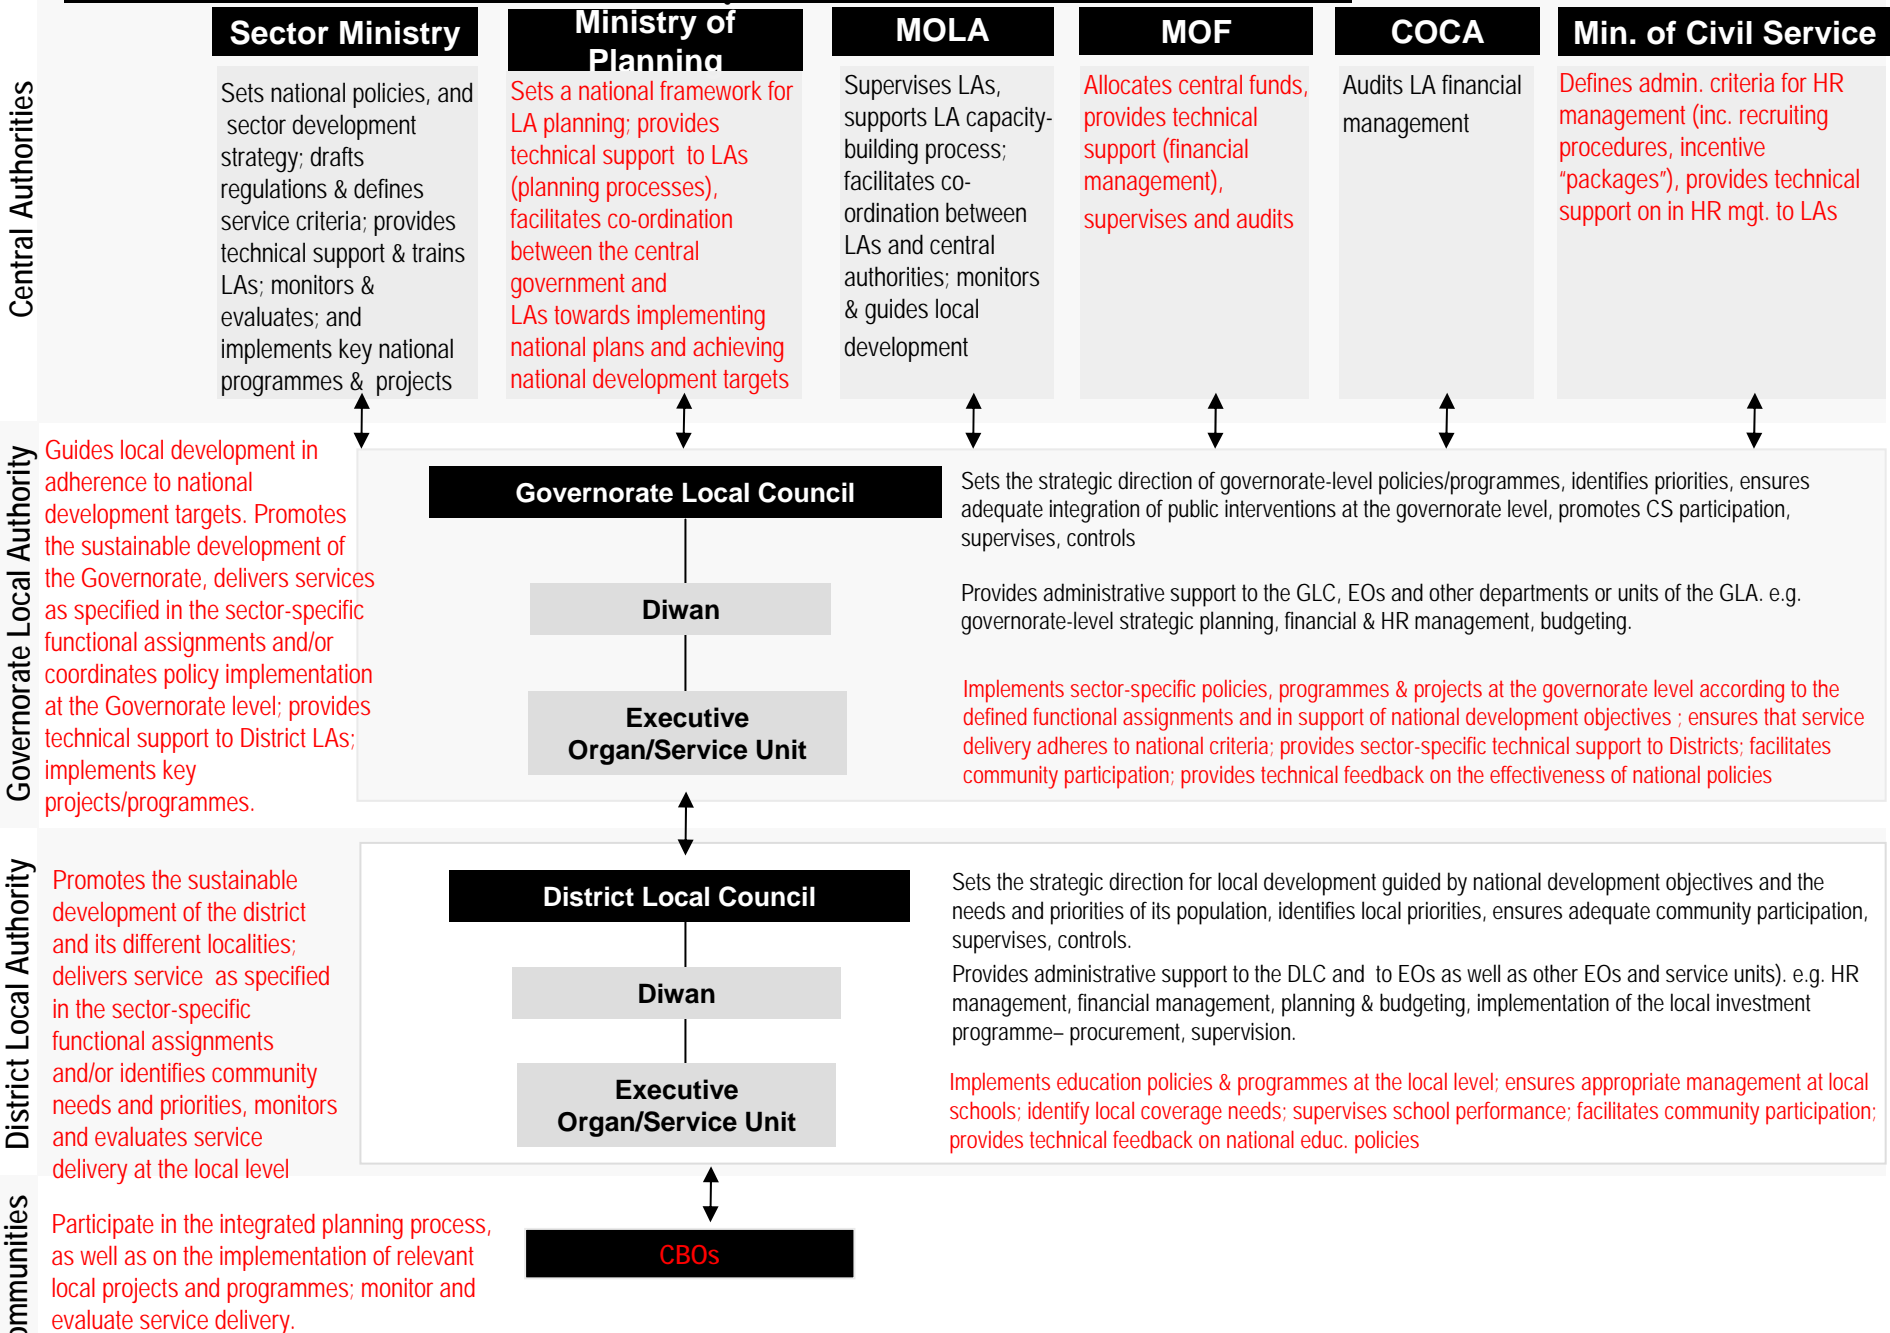 Sector Ministry
Ministry of
Planning
MOLA
MOF
COCA
Min. of Civil Service
Central Authorities
Sets national policies, and
sector development
strategy; drafts
regulations & defines
service criteria; provides
technical support & trains
LAs; monitors &
evaluates; and
implements key national
programmes & projects
Sets a national framework for
LA planning; provides
technical support to LAs
(planning processes),
facilitates co-ordination
between the central
government and
LAs towards implementing
national plans and achieving
national development targets
Supervises LAs,
supports LA capacity-
building process;
facilitates co-
ordination between
LAs and central
authorities; monitors
& guides local
development
Allocates central funds,
provides technical
support (financial
management),
supervises and audits
Audits LA financial
management
Defines admin. criteria for HR
management (inc. recruiting
procedures, incentive
“packages”), provides technical
support on in HR mgt. to LAs
Governorate Local Authority
Guides local development in
adherence to national
development targets. Promotes
the sustainable development of
the Governorate, delivers services
as specified in the sector-specific
functional assignments and/or
coordinates policy implementation
at the Governorate level; provides
technical support to District LAs;
implements key
projects/programmes.
Governorate Local Council
Sets the strategic direction of governorate-level policies/programmes, identifies priorities, ensures
adequate integration of public interventions at the governorate level, promotes CS participation,
supervises, controls
Diwan
Provides administrative support to the GLC, EOs and other departments or units of the GLA. e.g.
governorate-level strategic planning, financial & HR management, budgeting.
Executive
Organ/Service Unit
Implements sector-specific policies, programmes & projects at the governorate level according to the
defined functional assignments and in support of national development objectives ; ensures that service
delivery adheres to national criteria; provides sector-specific technical support to Districts; facilitates
community participation; provides technical feedback on the effectiveness of national policies
District Local Authority
Promotes the sustainable
development of the district
and its different localities;
delivers service as specified
in the sector-specific
functional assignments
and/or identifies community
needs and priorities, monitors
and evaluates service
delivery at the local level
District Local Council
Sets the strategic direction for local development guided by national development objectives and the
needs and priorities of its population, identifies local priorities, ensures adequate community participation,
supervises, controls.
Diwan
Provides administrative support to the DLC and to EOs as well as other EOs and service units). e.g. HR
management, financial management, planning & budgeting, implementation of the local investment
programme– procurement, supervision.
Executive
Organ/Service Unit
Implements education policies & programmes at the local level; ensures appropriate management at local
schools; identify local coverage needs; supervises school performance; facilitates community participation;
provides technical feedback on national educ. policies
ommunities
Participate in the integrated planning process,
as well as on the implementation of relevant
local projects and programmes; monitor and
evaluate service delivery.
CBOs